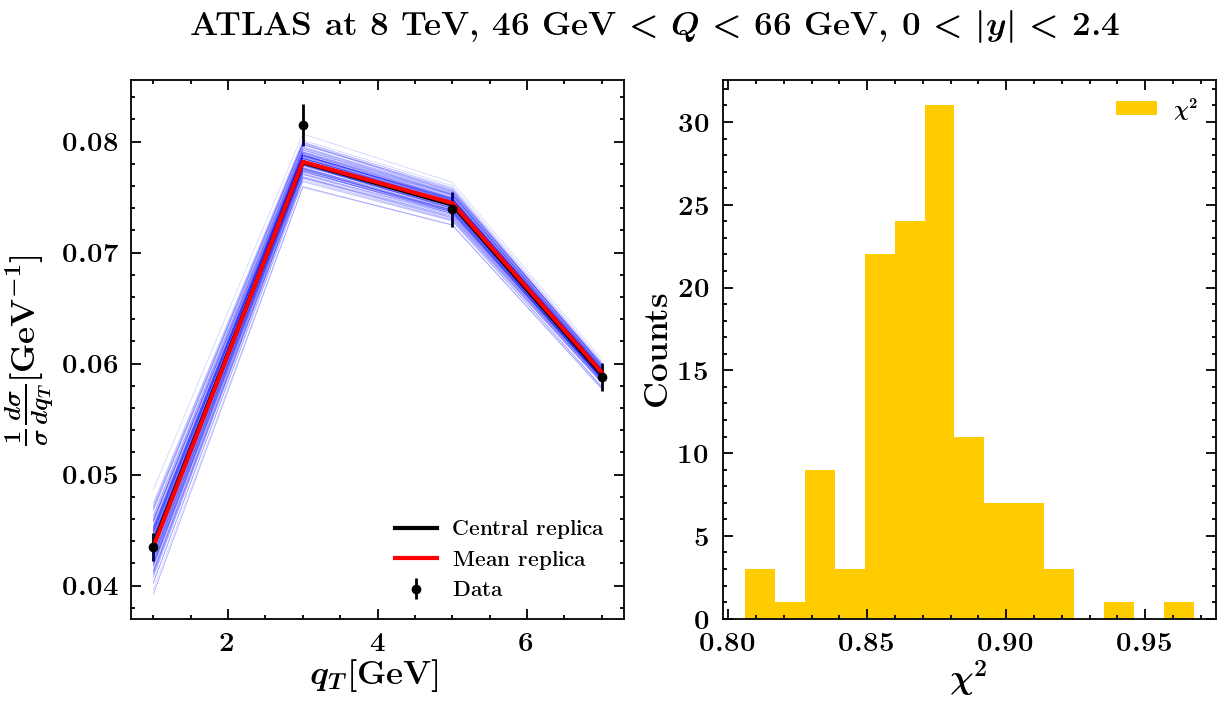 ATLAS at 8 TeV, 46 GeV < Q < 66 GeV, 0 < |y| < 2.4
1/σ dσ/dq_T [GeV⁻¹]
0.08
0.07
0.06
0.05
0.04
2
4
6
q_T[GeV]
Central replica
Mean replica
Data
Counts
30
25
20
15
10
5
0
0.80
0.85
0.90
0.95
χ²
χ²